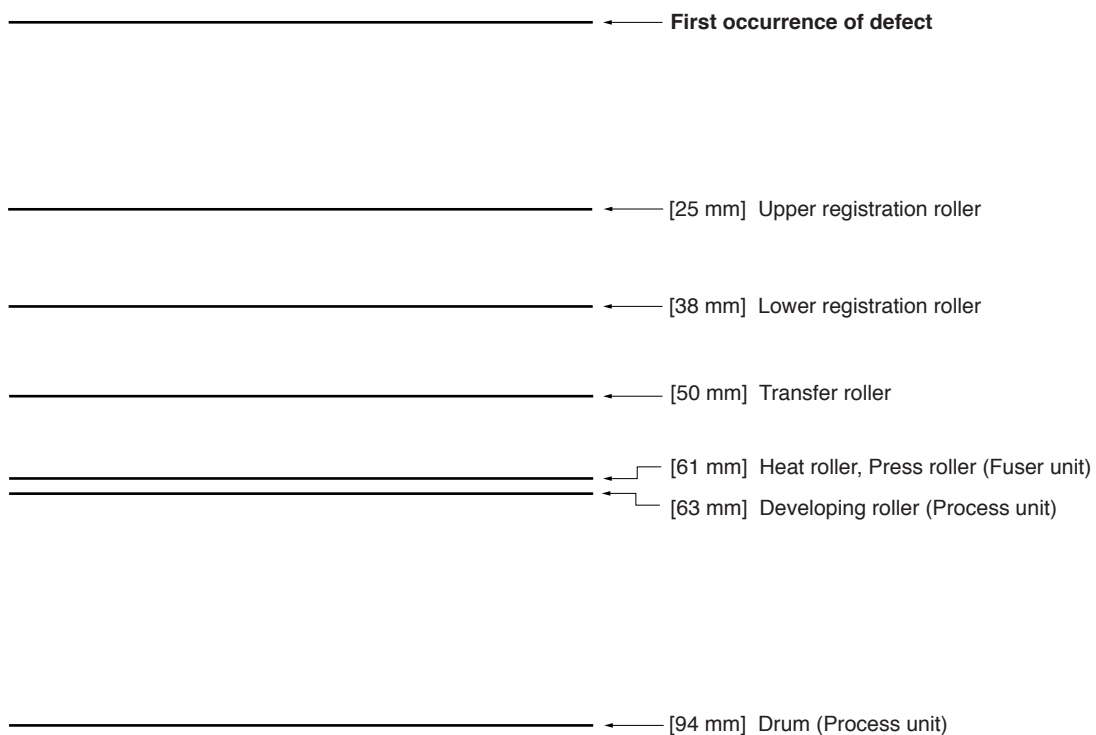 First occurrence of defect
[25 mm]  Upper registration roller
[38 mm]  Lower registration roller
[50 mm]  Transfer roller
[61 mm]  Heat roller, Press roller (Fuser unit)
[63 mm]  Developing roller (Process unit)
[94 mm]  Drum (Process unit)